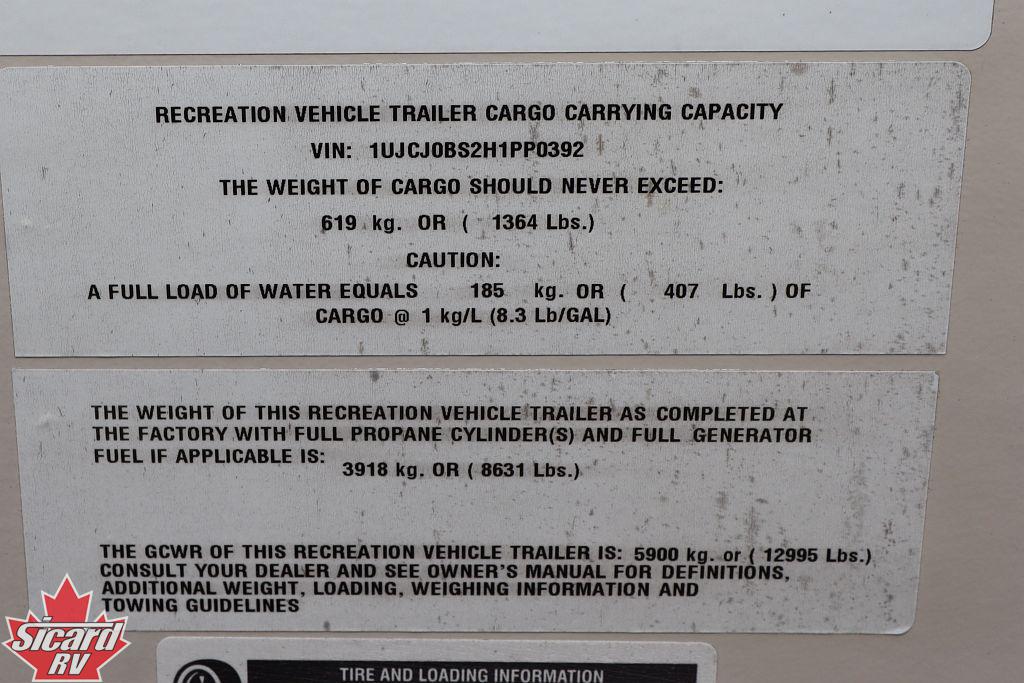 RECREATION VEHICLE TRAILER CARGO CARRYING CAPACITY
VIN: 1UJCJ0BS2H1PP0392
THE WEIGHT OF CARGO SHOULD NEVER EXCEED:
619 kg. OR ( 1364 Lbs.)
CAUTION:
A FULL LOAD OF WATER EQUALS 185 kg. OR ( 407 Lbs. ) OF
CARGO @ 1 kg/L (8.3 Lb/GAL)
THE WEIGHT OF THIS RECREATION VEHICLE TRAILER AS COMPLETED AT
THE FACTORY WITH FULL PROPANE CYLINDER(S) AND FULL GENERATOR
FUEL IF APPLICABLE IS: 3918 kg. OR ( 8631 Lbs.)
THE GCWR OF THIS RECREATION VEHICLE TRAILER IS: 5900 kg. or ( 12995 Lbs.)
CONSULT YOUR DEALER AND SEE OWNER'S MANUAL FOR DEFINITIONS,
ADDITIONAL WEIGHT, LOADING, WEIGHING INFORMATION AND
TOWING GUIDELINES
Sicard
RV
TIRE AND LOADING INFORMATION